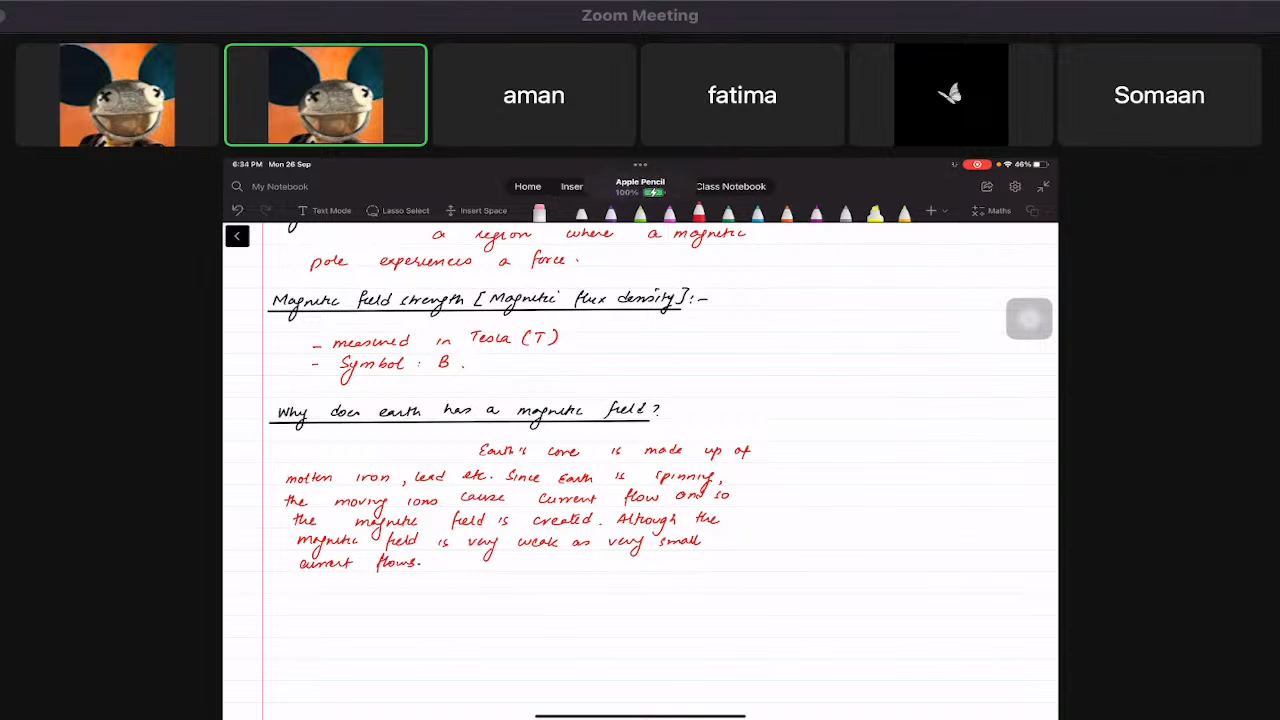 Zoom Meeting
aman
fatima
Somaan
6:34 PM Mon 26 Sep
46%
My Notebook
Home
Inser
Apple Pencil
100%
Class Notebook
Text Mode
Lasso Select
Insert Space
Maths
a region where a magnetic
pole experiences a force.
Magnetic field strength [Magnetic flux density]:-
- measured in Tesla (T)
- Symbol : B.
Why does earth has a magnetic field?
Earth's core is made up of
molten iron, lead etc. Since Earth is spinning,
the moving ions cause current flow and so
the magnetic field is created. Although the
magnetic field is very weak as very small
current flows.